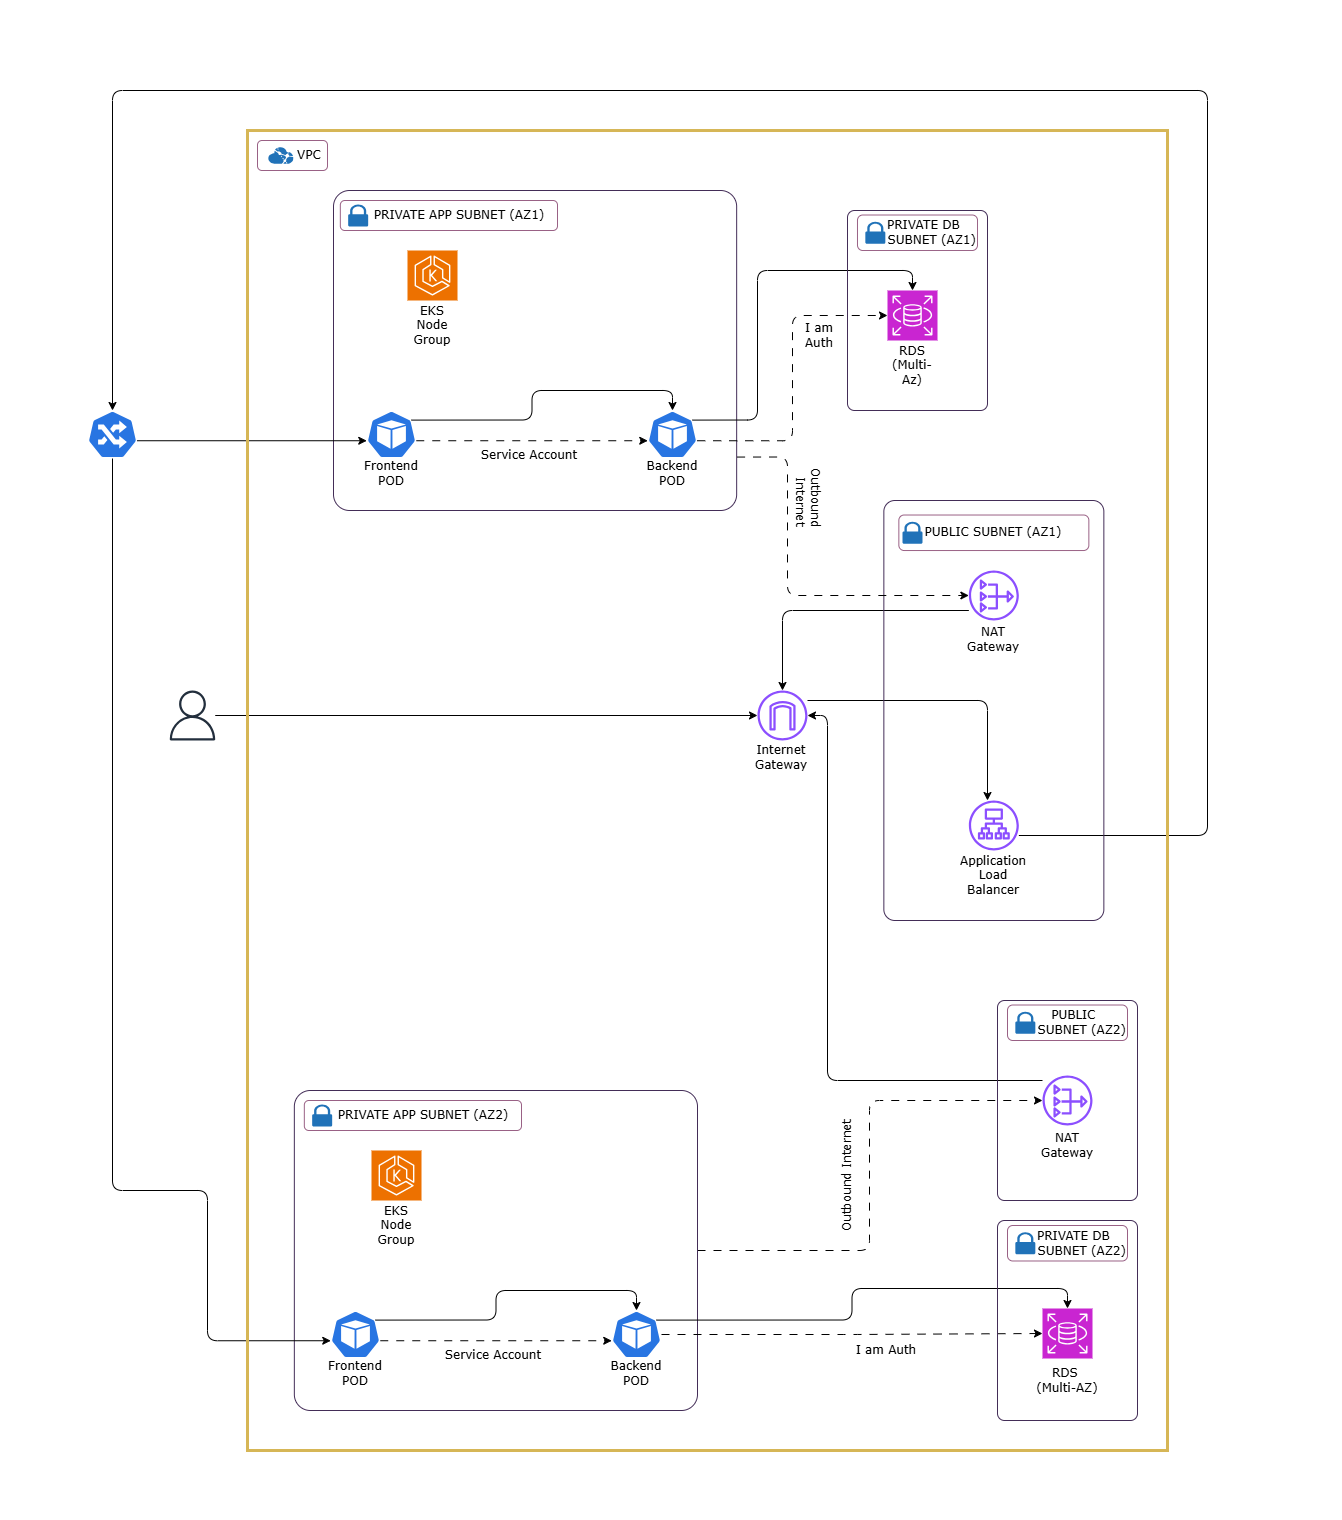 VPC
PRIVATE APP SUBNET (AZ1)
EKS
Node
Group
Frontend
POD
Service Account
Backend
POD
PRIVATE DB
SUBNET (AZ1)
I am
Auth
RDS
(Multi-
Az)
Outbound
Internet
PUBLIC SUBNET (AZ1)
NAT
Gateway
Internet
Gateway
Application
Load
Balancer
PUBLIC
SUBNET (AZ2)
NAT
Gateway
Outbound Internet
PRIVATE APP SUBNET (AZ2)
EKS
Node
Group
Frontend
POD
Service Account
Backend
POD
I am Auth
PRIVATE DB
SUBNET (AZ2)
RDS
(Multi-AZ)